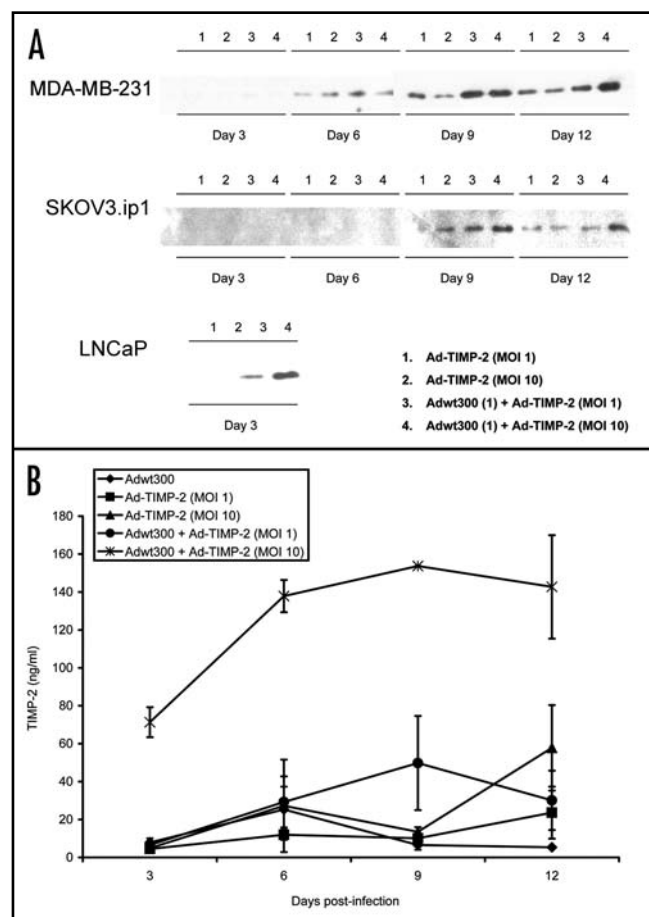 A
1 2 3 4 1 2 3 4 1 2 3 4 1 2 3 4
MDA-MB-231
Day 3 Day 6 Day 9 Day 12
1 2 3 4 1 2 3 4 1 2 3 4 1 2 3 4
SKOV3.ip1
Day 3 Day 6 Day 9 Day 12
1 2 3 4
LNCaP
Day 3
1. Ad-TIMP-2 (MOI 1)
2. Ad-TIMP-2 (MOI 10)
3. Adwt300 (1) + Ad-TIMP-2 (MOI 1)
4. Adwt300 (1) + Ad-TIMP-2 (MOI 10)
B
Adwt300
Ad-TIMP-2 (MOI 1)
Ad-TIMP-2 (MOI 10)
Adwt300 + Ad-TIMP-2 (MOI 1)
Adwt300 + Ad-TIMP-2 (MOI 10)
180
160
140
120
100
80
60
40
20
0
TIMP-2 (ng/ml)
3 6 9 12
Days post-infection